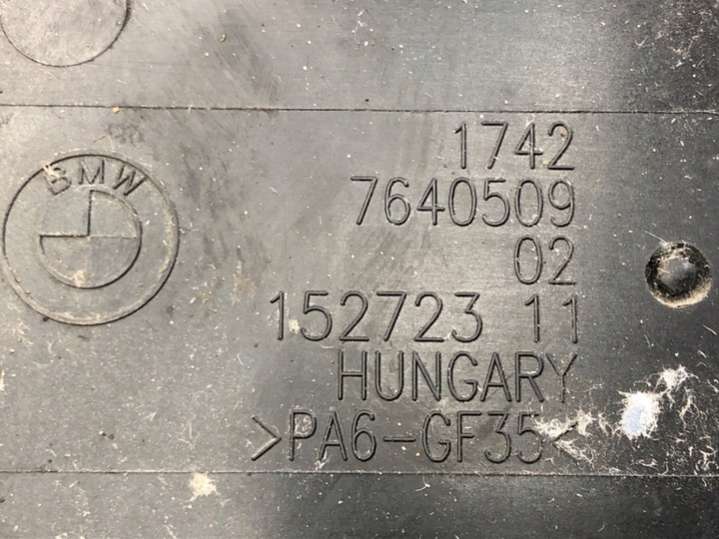 BMW
1742
7640509
02
152723 11
HUNGARY
>PA6-GF35<